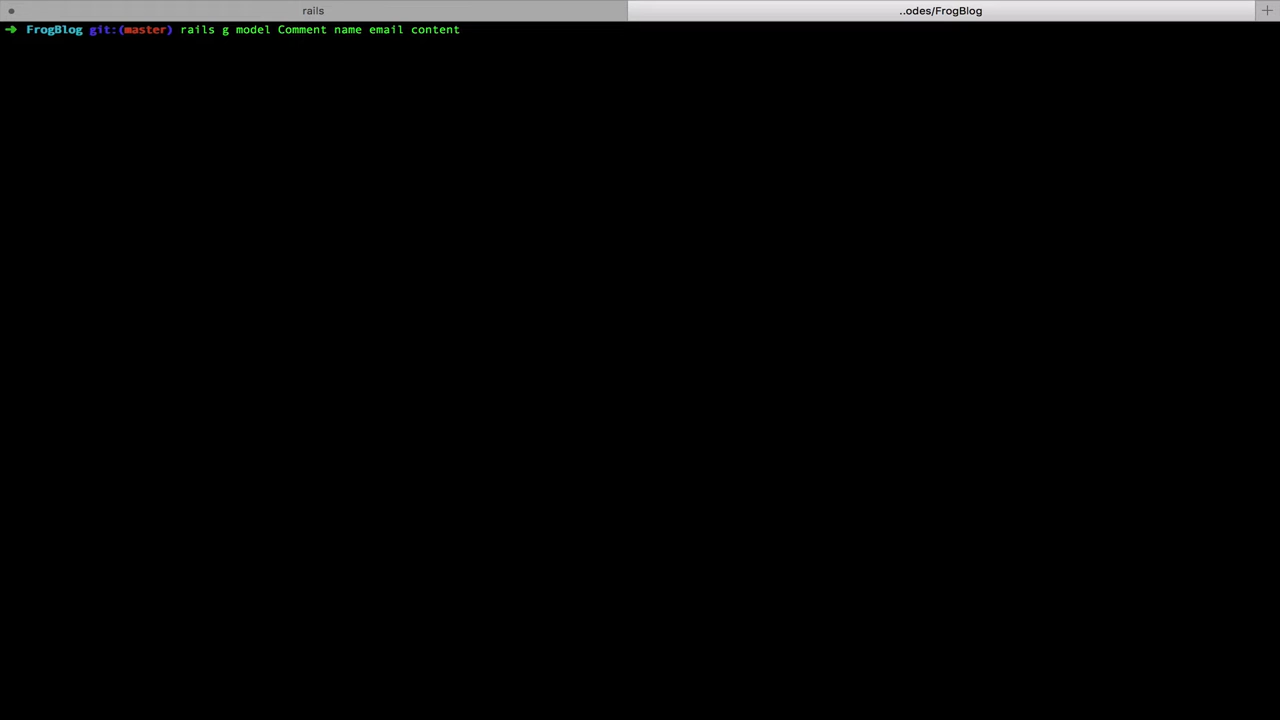 rails
..odes/FrogBlog
➜ FrogBlog git:(master) rails g model Comment name email content